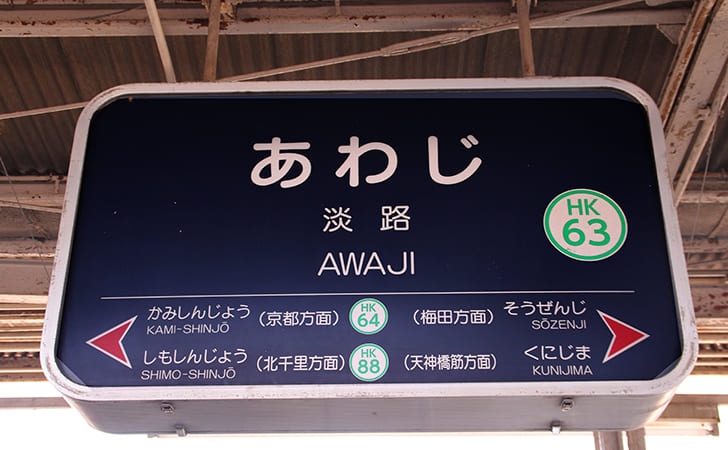 あわじ
淡路
AWAJI
HK
63
かみしんじょう (京都方面) HK 64 (梅田方面) そうぜんじ
KAMI-SHINJŌ SŌZENJI
しもしんじょう (北千里方面) HK 88 (天神橋筋方面) くにじま
SHIMO-SHINJŌ KUNIJIMA